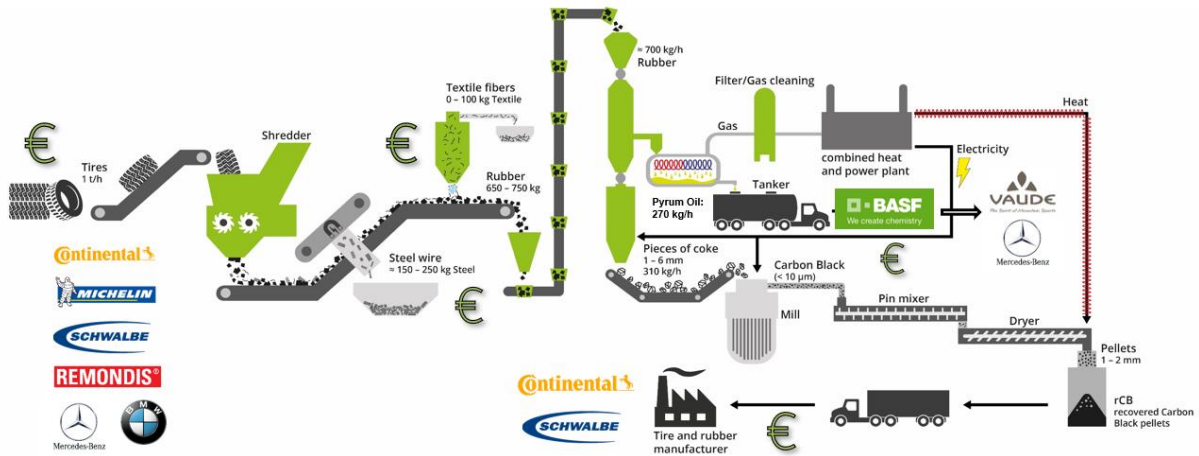 Tires
1 t/h
Shredder
Textile fibers
0 – 100 kg Textile
Rubber
650 – 750 kg
Steel wire
≈ 150 – 250 kg Steel
≈ 700 kg/h
Rubber
Filter/Gas cleaning
Gas
Heat
combined heat
and power plant
Electricity
Pyrum Oil:
270 kg/h
Tanker
BASF
We create chemistry
VAUDE
The Spirit of Mountain Sports
Mercedes-Benz
Pieces of coke
1 – 6 mm
310 kg/h
Carbon Black
(< 10 µm)
Mill
Pin mixer
Dryer
Pellets
1 – 2 mm
rCB
recovered Carbon
Black pellets
Continental
MICHELIN
SCHWALBE
REMONDIS®
Mercedes-Benz
BMW
Continental
SCHWALBE
Tire and rubber
manufacturer
€
€
€
€
€